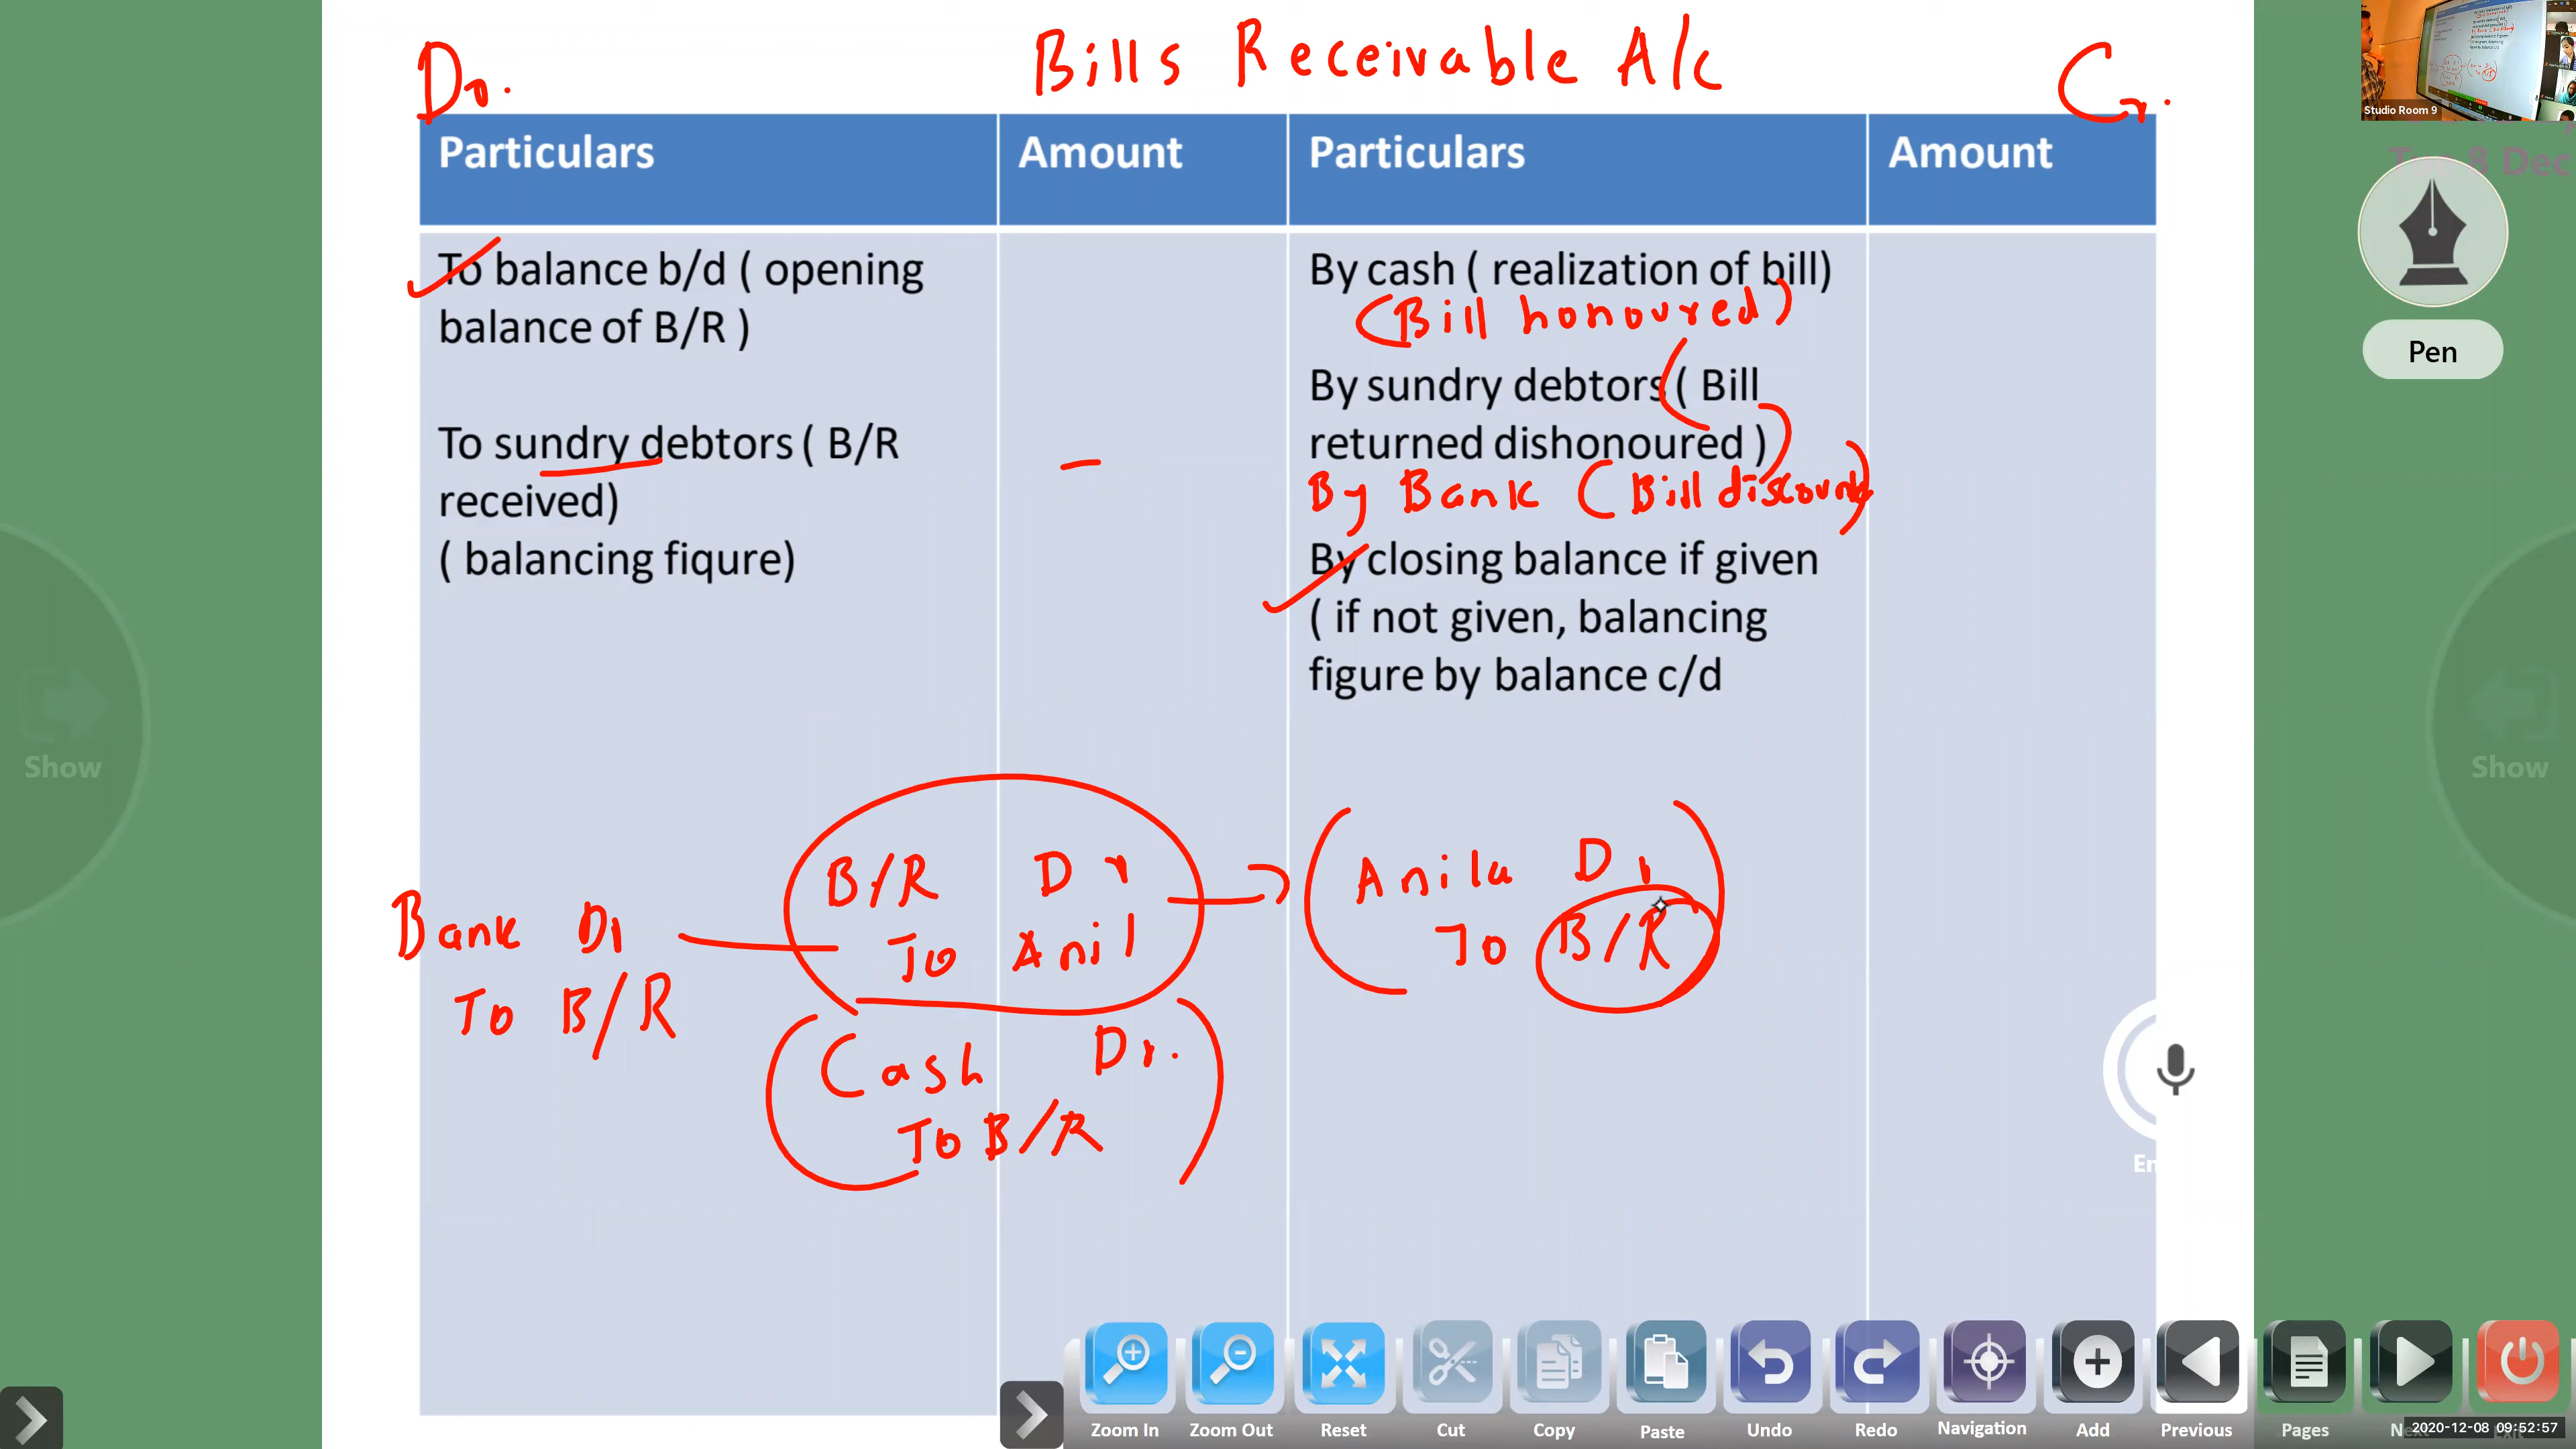 Dr.
Bills Receivable A/c
Cr.
Particulars
Amount
Particulars
Amount
To balance b/d ( opening
balance of B/R )
To sundry debtors ( B/R
received)
( balancing fiqure)
By cash ( realization of bill)
(Bill honoured)
By sundry debtors ( Bill
returned dishonoured )
By Bank (Bill discounted)
By closing balance if given
( if not given, balancing
figure by balance c/d
B/R Dr
To Anil
Anila Dr
To B/R
Bank Dr
To B/R
Cash Dr.
To B/R
Studio Room 9
8 Dec
Pen
Show
Show
Zoom In
Zoom Out
Reset
Cut
Copy
Paste
Undo
Redo
Navigation
Add
Previous
Pages
2020-12-08 09:52:57